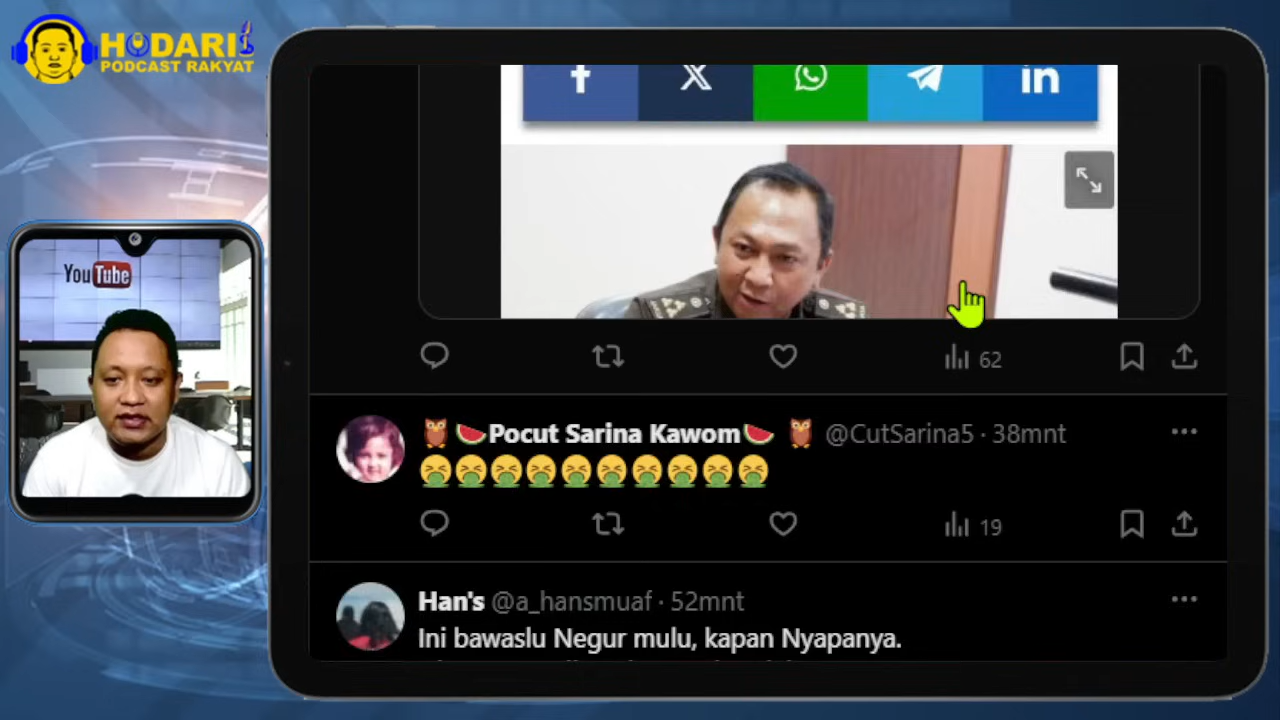 HODARI
PODCAST RAKYAT
YouTube
62
Pocut Sarina Kawom @CutSarina5 · 38mnt
19
Han's @a_hansmuaf · 52mnt
Ini bawaslu Negur mulu, kapan Nyapanya.